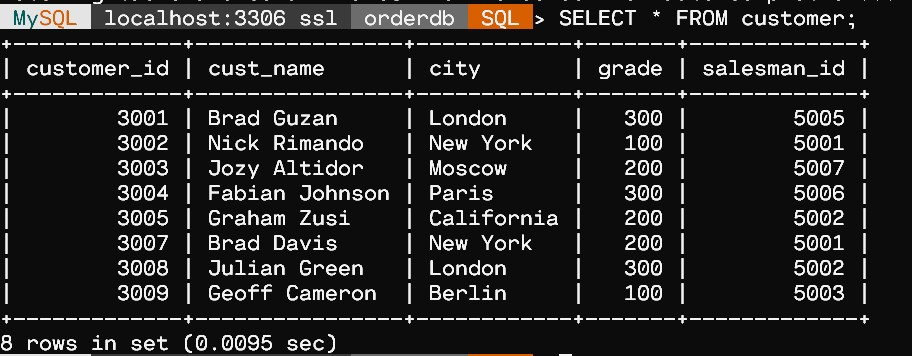 MySQL localhost:3306 ssl orderdb SQL > SELECT * FROM customer;
+-------------+----------------+------------+-------+-------------+
| customer_id | cust_name      | city       | grade | salesman_id |
+-------------+----------------+------------+-------+-------------+
|        3001 | Brad Guzan     | London     |   300 |        5005 |
|        3002 | Nick Rimando   | New York   |   100 |        5001 |
|        3003 | Jozy Altidor   | Moscow     |   200 |        5007 |
|        3004 | Fabian Johnson | Paris      |   300 |        5006 |
|        3005 | Graham Zusi    | California |   200 |        5002 |
|        3007 | Brad Davis     | New York   |   200 |        5001 |
|        3008 | Julian Green   | London     |   300 |        5002 |
|        3009 | Geoff Cameron  | Berlin     |   100 |        5003 |
+-------------+----------------+------------+-------+-------------+
8 rows in set (0.0095 sec)